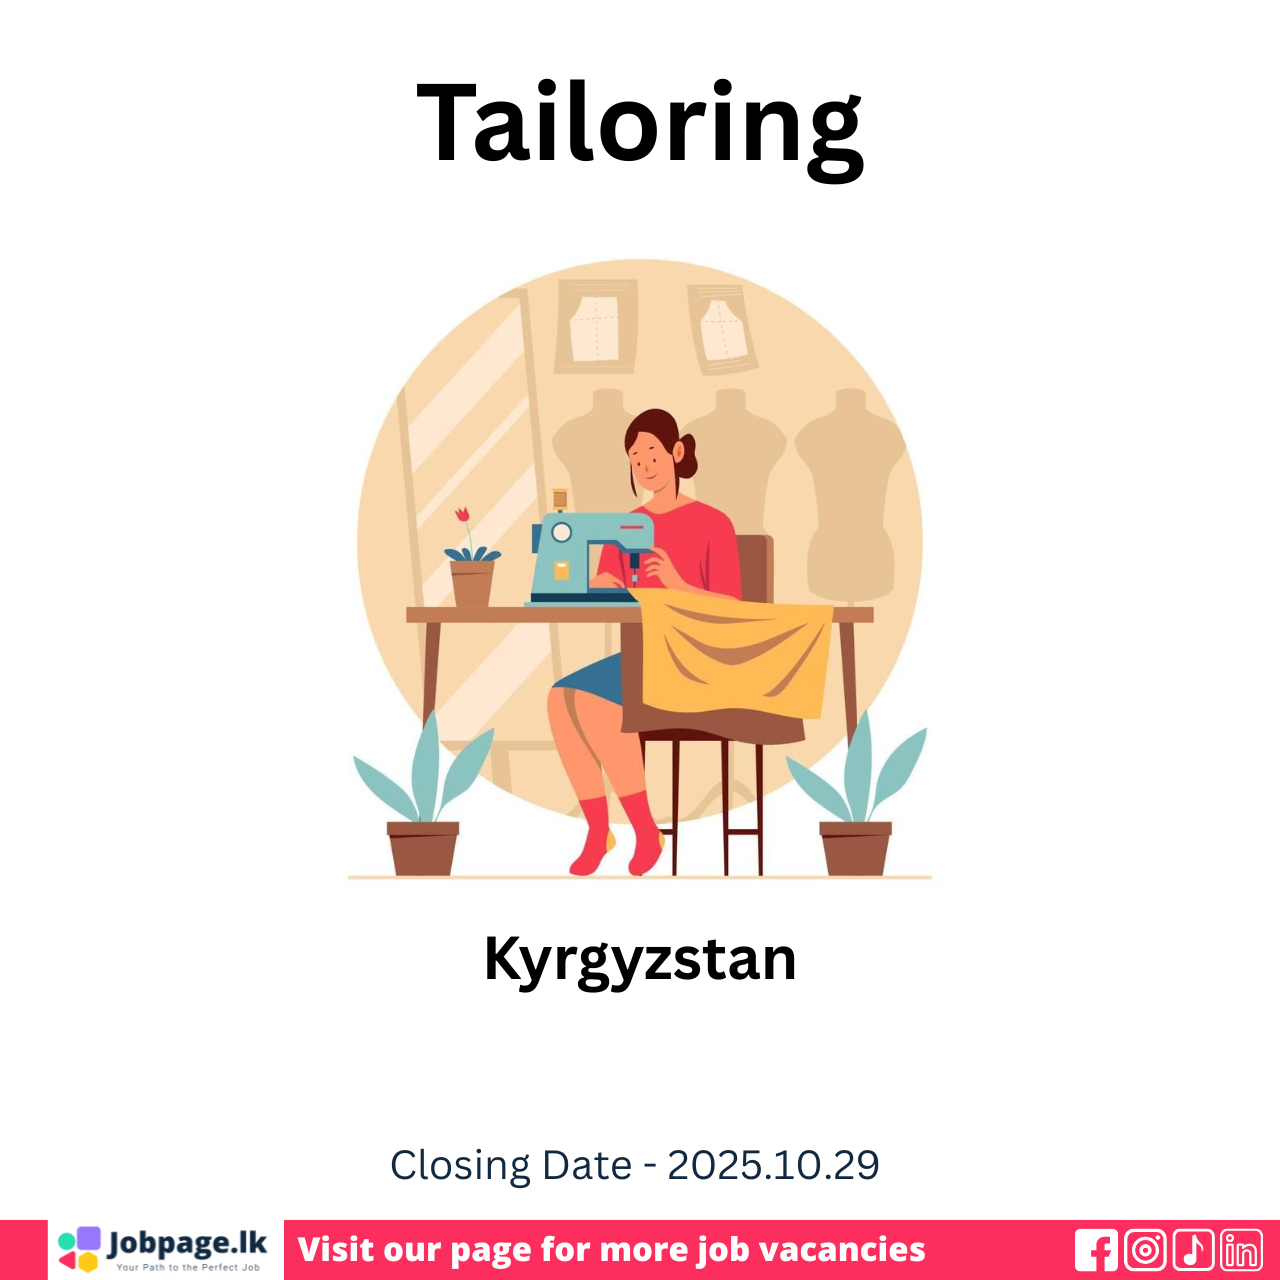 Tailoring
Kyrgyzstan
Closing Date - 2025.10.29
Jobpage.lk
Your Path to the Perfect Job
Visit our page for more job vacancies